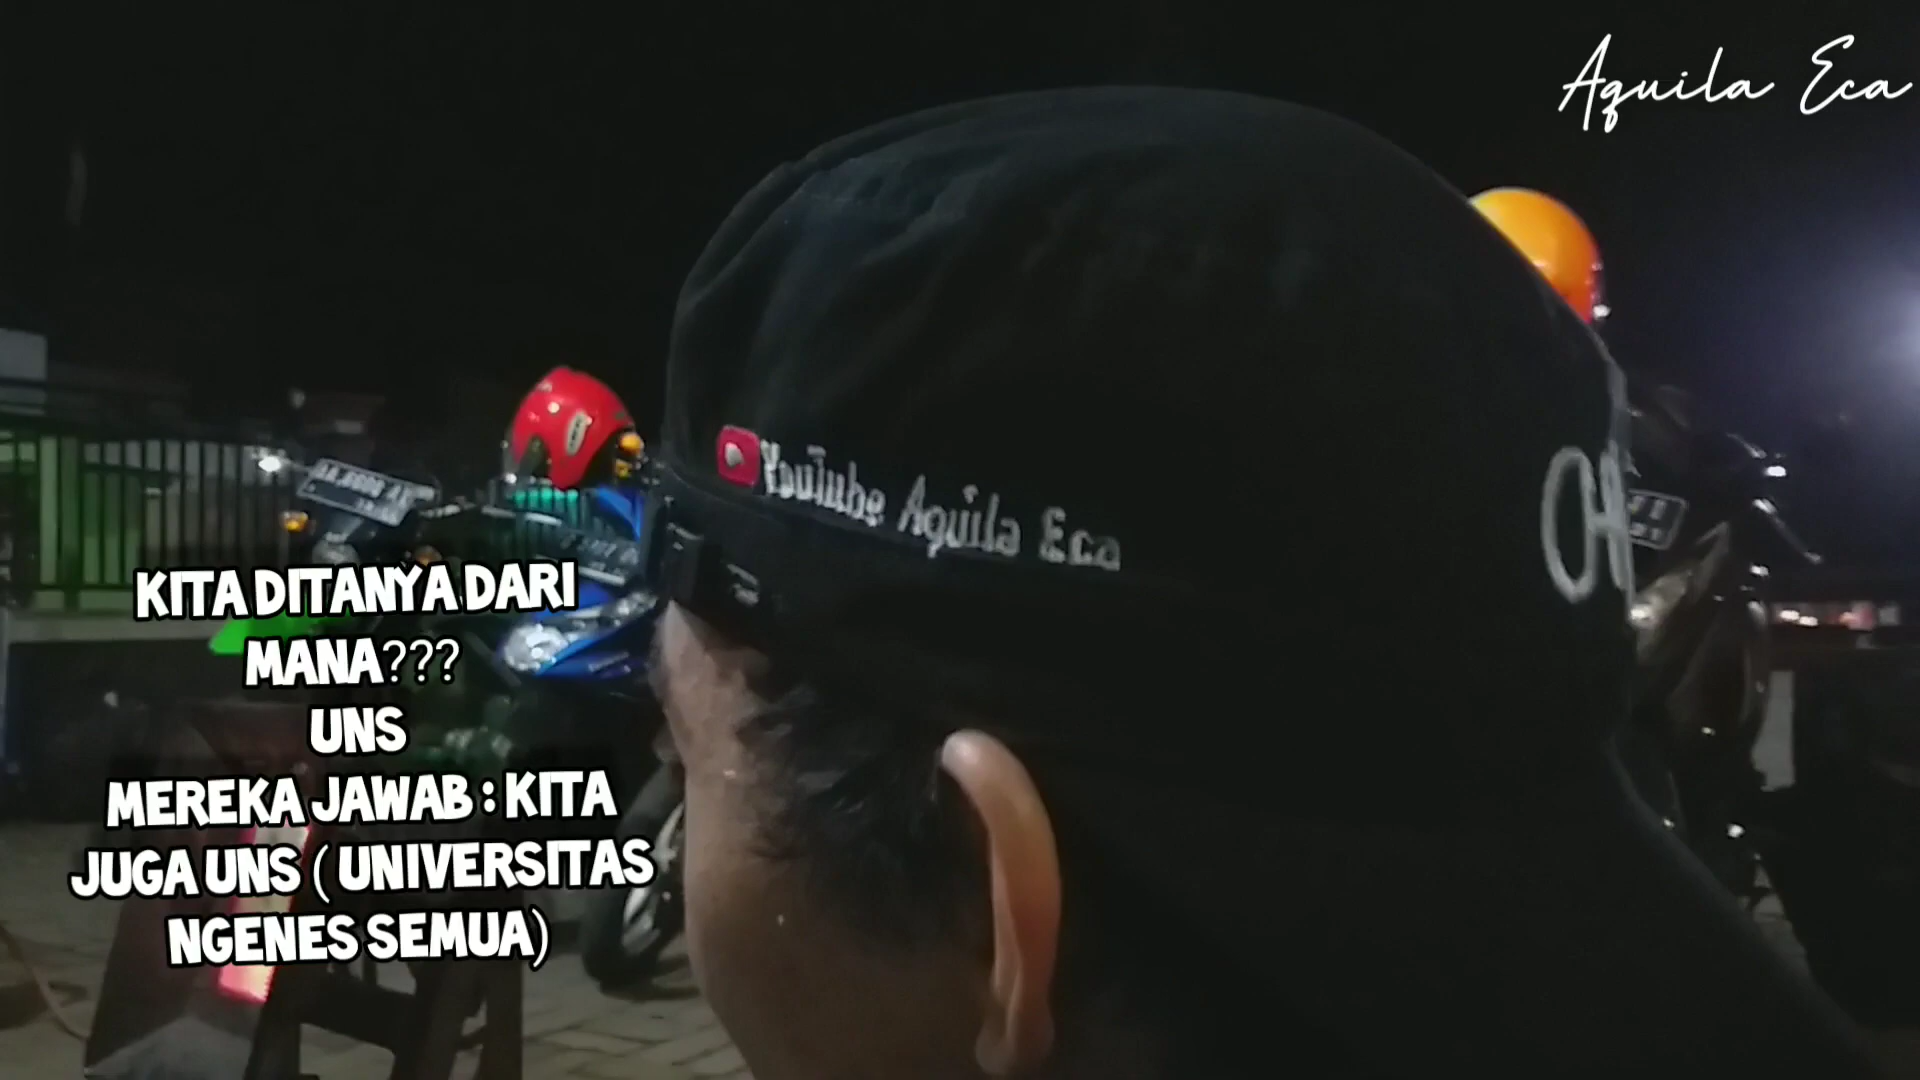 Aquila Eca
YouTube Aquila Eca
KITA DITANYA DARI
MANA???
UNS
MEREKA JAWAB : KITA
JUGA UNS ( UNIVERSITAS
NGENES SEMUA)